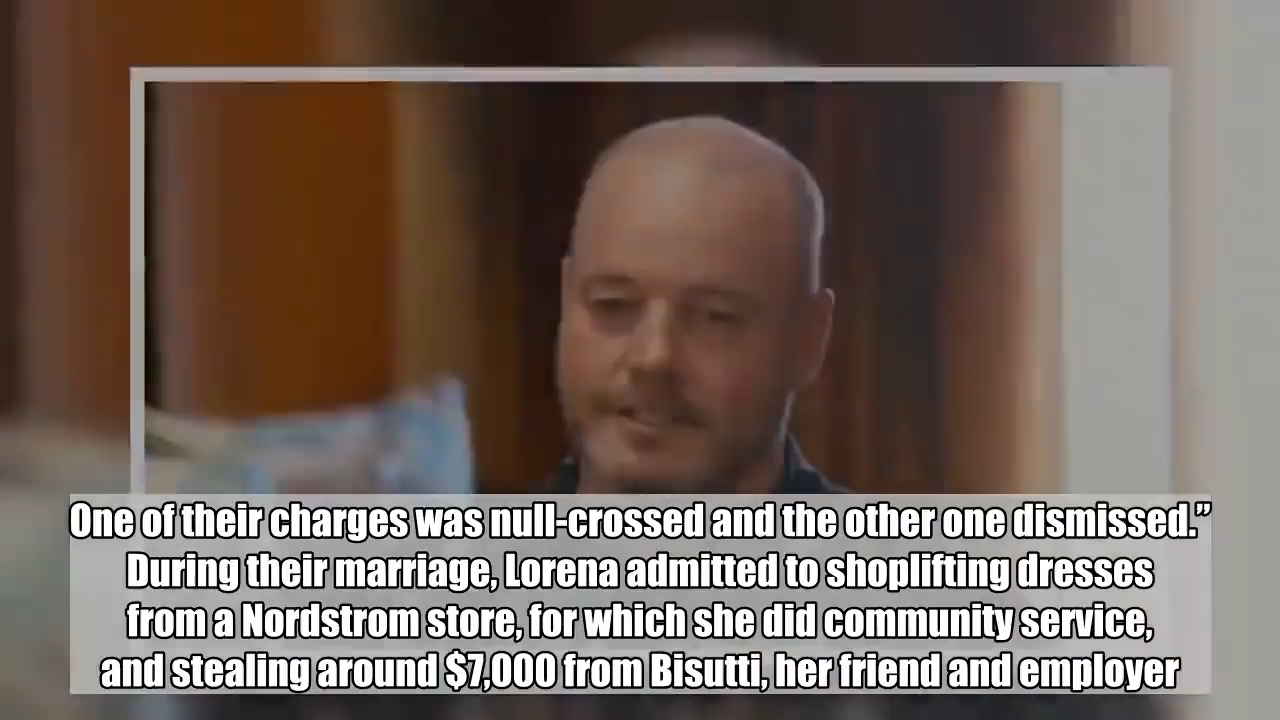 One of their charges was null-crossed and the other one dismissed.”
During their marriage, Lorena admitted to shoplifting dresses
from a Nordstrom store, for which she did community service,
and stealing around $7,000 from Bisutti, her friend and employer